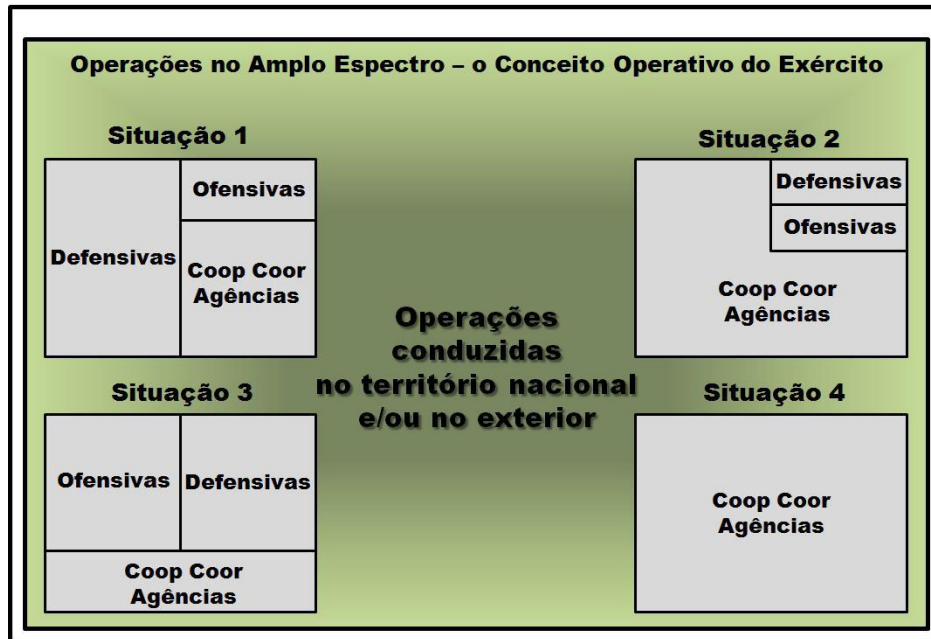 Operações no Amplo Espectro – o Conceito Operativo do Exército
Situação 1
Defensivas
Ofensivas
Coop Coor
Agências
Situação 2
Defensivas
Ofensivas
Coop Coor
Agências
Operações
conduzidas
no território nacional
e/ou no exterior
Situação 3
Ofensivas
Defensivas
Coop Coor
Agências
Situação 4
Coop Coor
Agências